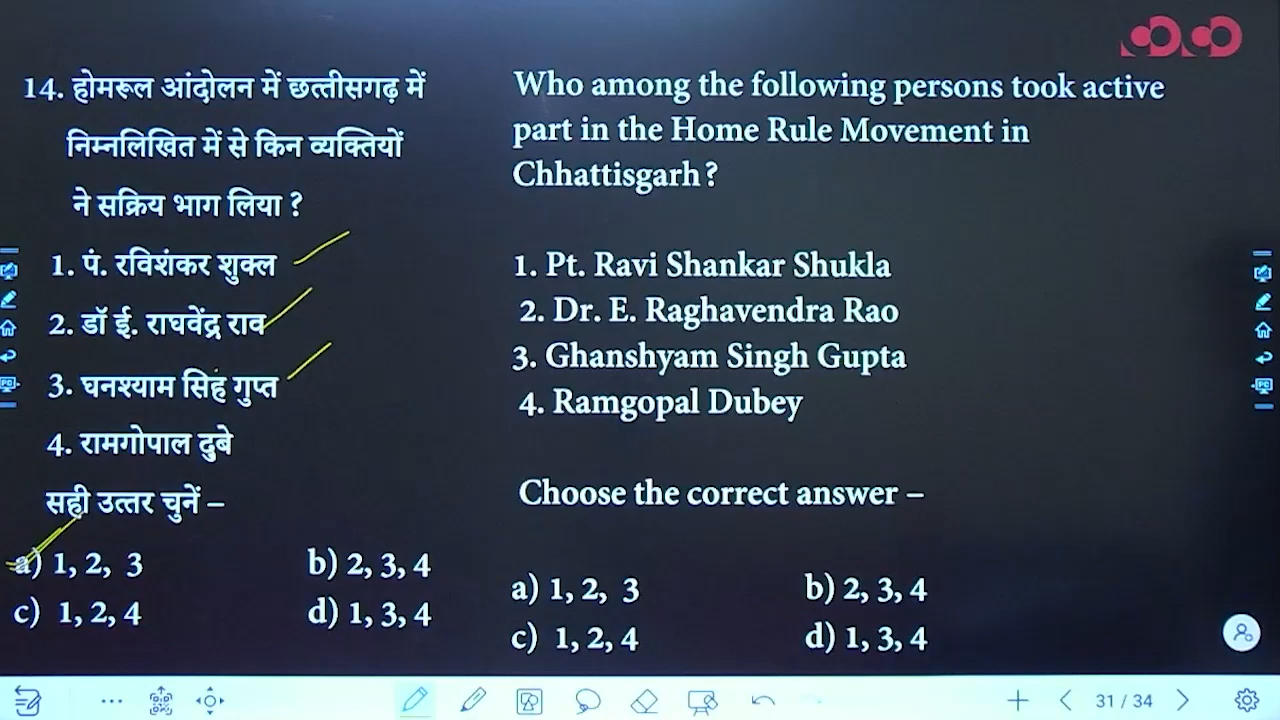 14. होमरूल आंदोलन में छत्तीसगढ़ में
निम्नलिखित में से किन व्यक्तियों
ने सक्रिय भाग लिया ?
1. पं. रविशंकर शुक्ल
2. डॉ ई. राघवेंद्र राव
3. घनश्याम सिंह गुप्त
4. रामगोपाल दुबे
सही उत्तर चुनें –
a) 1, 2, 3
b) 2, 3, 4
c) 1, 2, 4
d) 1, 3, 4
Who among the following persons took active
part in the Home Rule Movement in
Chhattisgarh?
1. Pt. Ravi Shankar Shukla
2. Dr. E. Raghavendra Rao
3. Ghanshyam Singh Gupta
4. Ramgopal Dubey
Choose the correct answer –
a) 1, 2, 3
b) 2, 3, 4
c) 1, 2, 4
d) 1, 3, 4
31 / 34